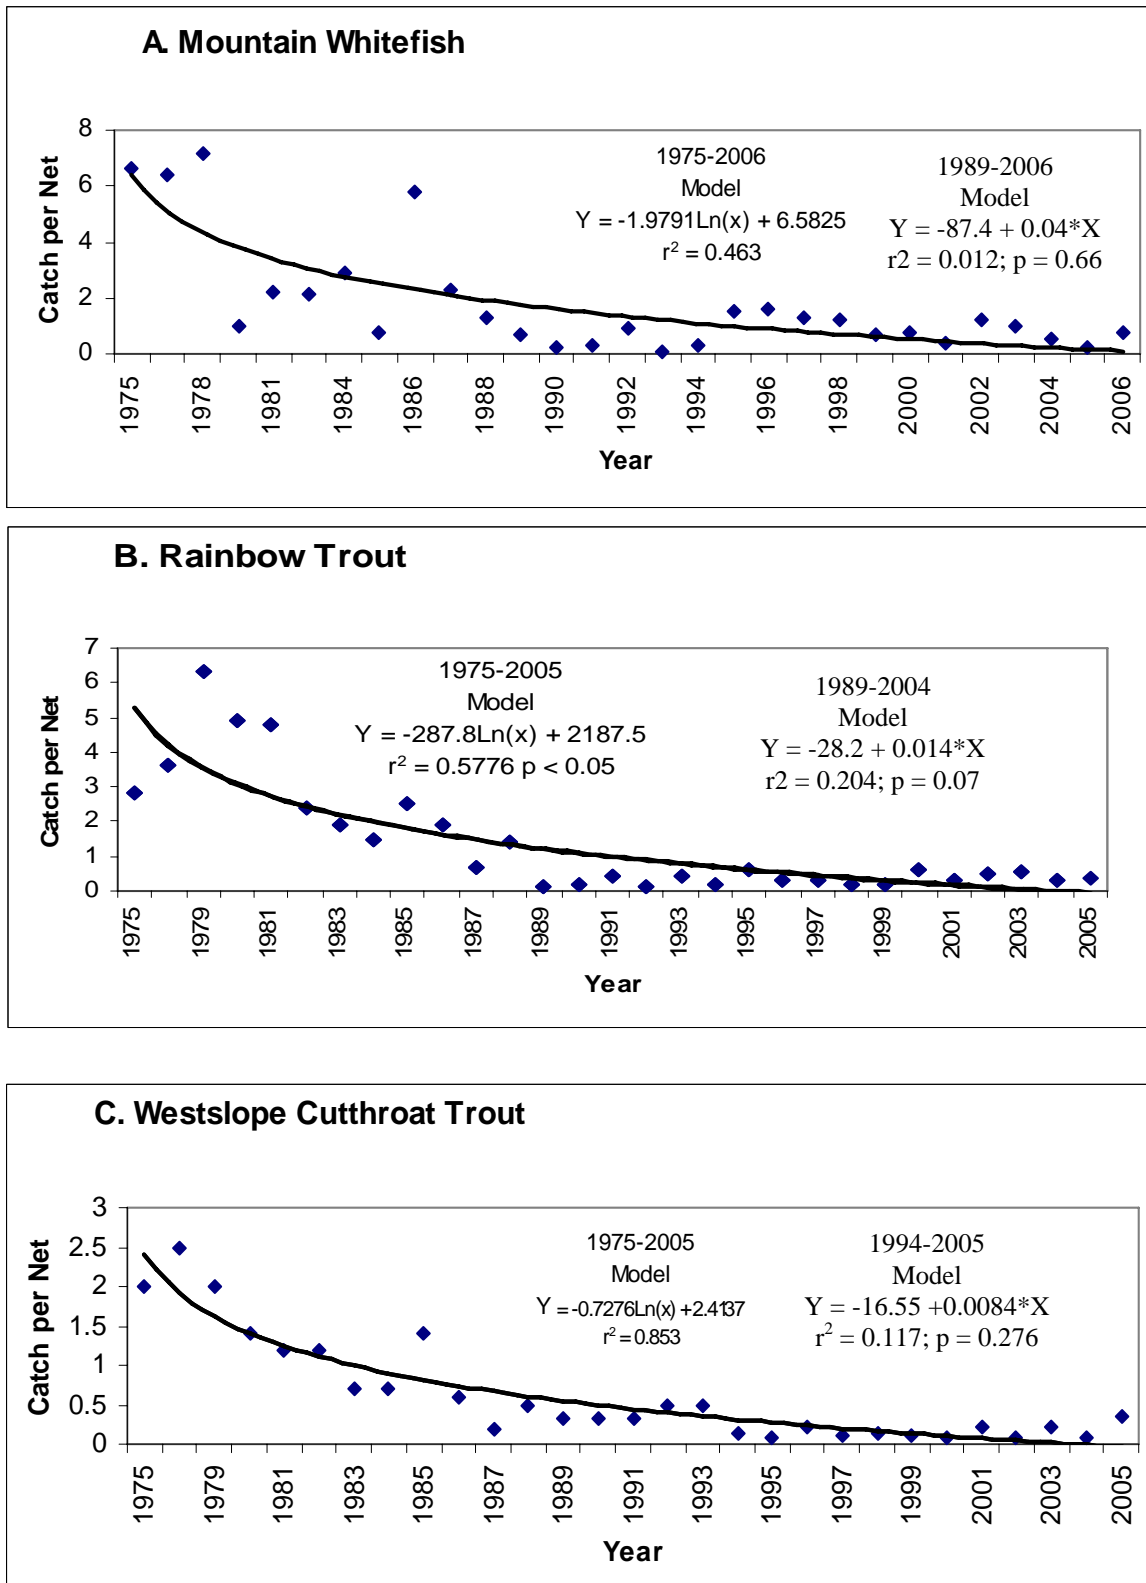 A. Mountain Whitefish
8
6
4
2
0
Catch per Net
1975-2006
Model
Y = -1.9791Ln(x) + 6.5825
r² = 0.463
1989-2006
Model
Y = -87.4 + 0.04*X
r2 = 0.012; p = 0.66
1975
1978
1981
1984
1986
1988
1990
1992
1994
1996
1998
2000
2002
2004
2006
Year
B. Rainbow Trout
7
6
5
4
3
2
1
0
Catch per Net
1975-2005
Model
Y = -287.8Ln(x) + 2187.5
r² = 0.5776 p < 0.05
1989-2004
Model
Y = -28.2 + 0.014*X
r2 = 0.204; p = 0.07
1975
1979
1981
1983
1985
1987
1989
1991
1993
1995
1997
1999
2001
2003
2005
Year
C. Westslope Cutthroat Trout
3
2.5
2
1.5
1
0.5
0
Catch per Net
1975-2005
Model
Y = -0.7276Ln(x) + 2.4137
r² = 0.853
1994-2005
Model
Y = -16.55 +0.0084*X
r² = 0.117; p = 0.276
1975
1979
1981
1983
1985
1987
1989
1991
1993
1995
1997
1999
2001
2003
2005
Year